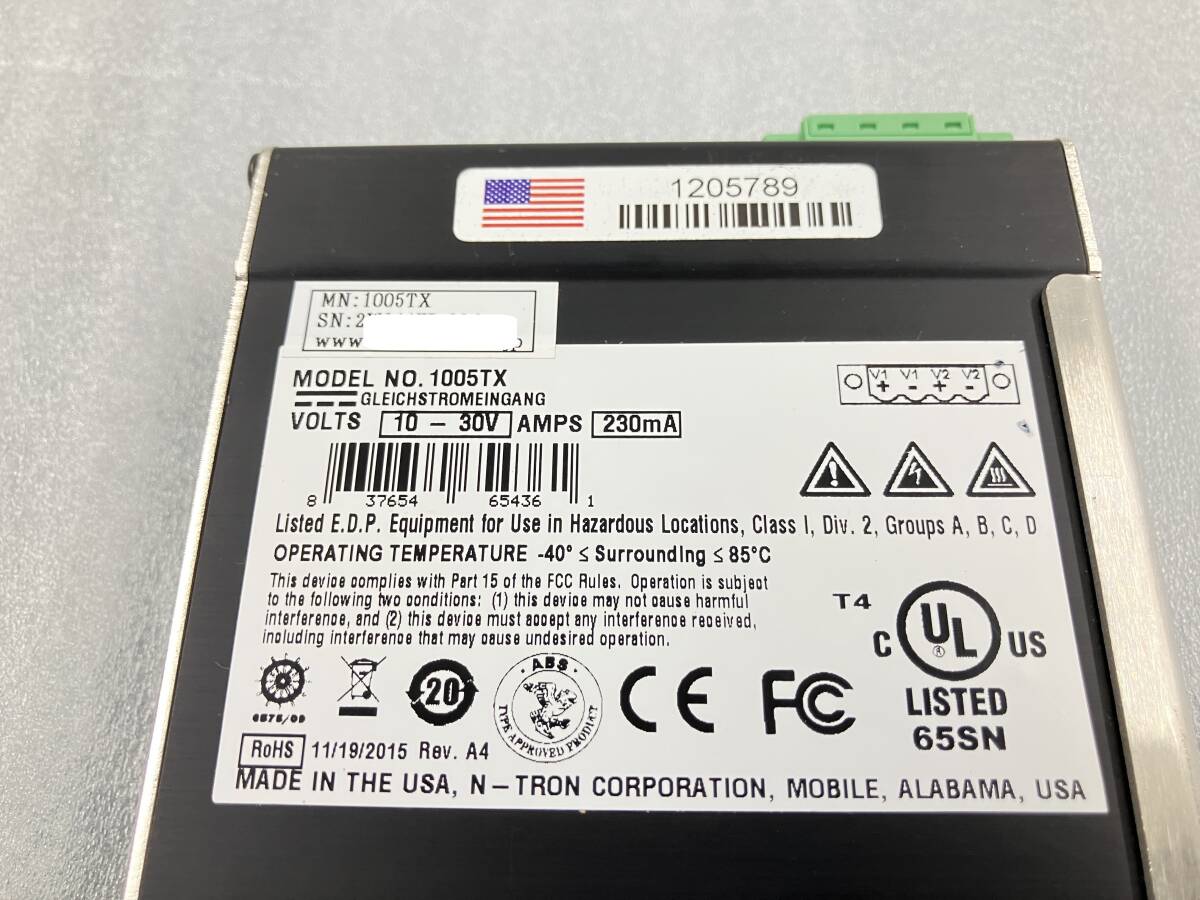 1205789
MN:1005TX
SN:2
www
MODEL NO. 1005TX
GLEICHSTROMEINGANG
VOLTS 10 – 30V AMPS 230mA
V1 V1 V2 V2
+ - + -
8 37654 65436 1
Listed E.D.P. Equipment for Use in Hazardous Locations, Class I, Div. 2, Groups A, B, C, D
OPERATING TEMPERATURE -40° ≤ Surrounding ≤ 85°C
This device complies with Part 15 of the FCC Rules. Operation is subject
to the following two conditions: (1) this device may not cause harmful
interference, and (2) this device must accept any interference received,
including interference that may cause undesired operation.
T4
C UL ® US
LISTED
65SN
0575/09
20
·ABS·
TYPE APPROVED PRODUCT
CE FC
RoHS 11/19/2015 Rev. A4
MADE IN THE USA, N–TRON CORPORATION, MOBILE, ALABAMA, USA